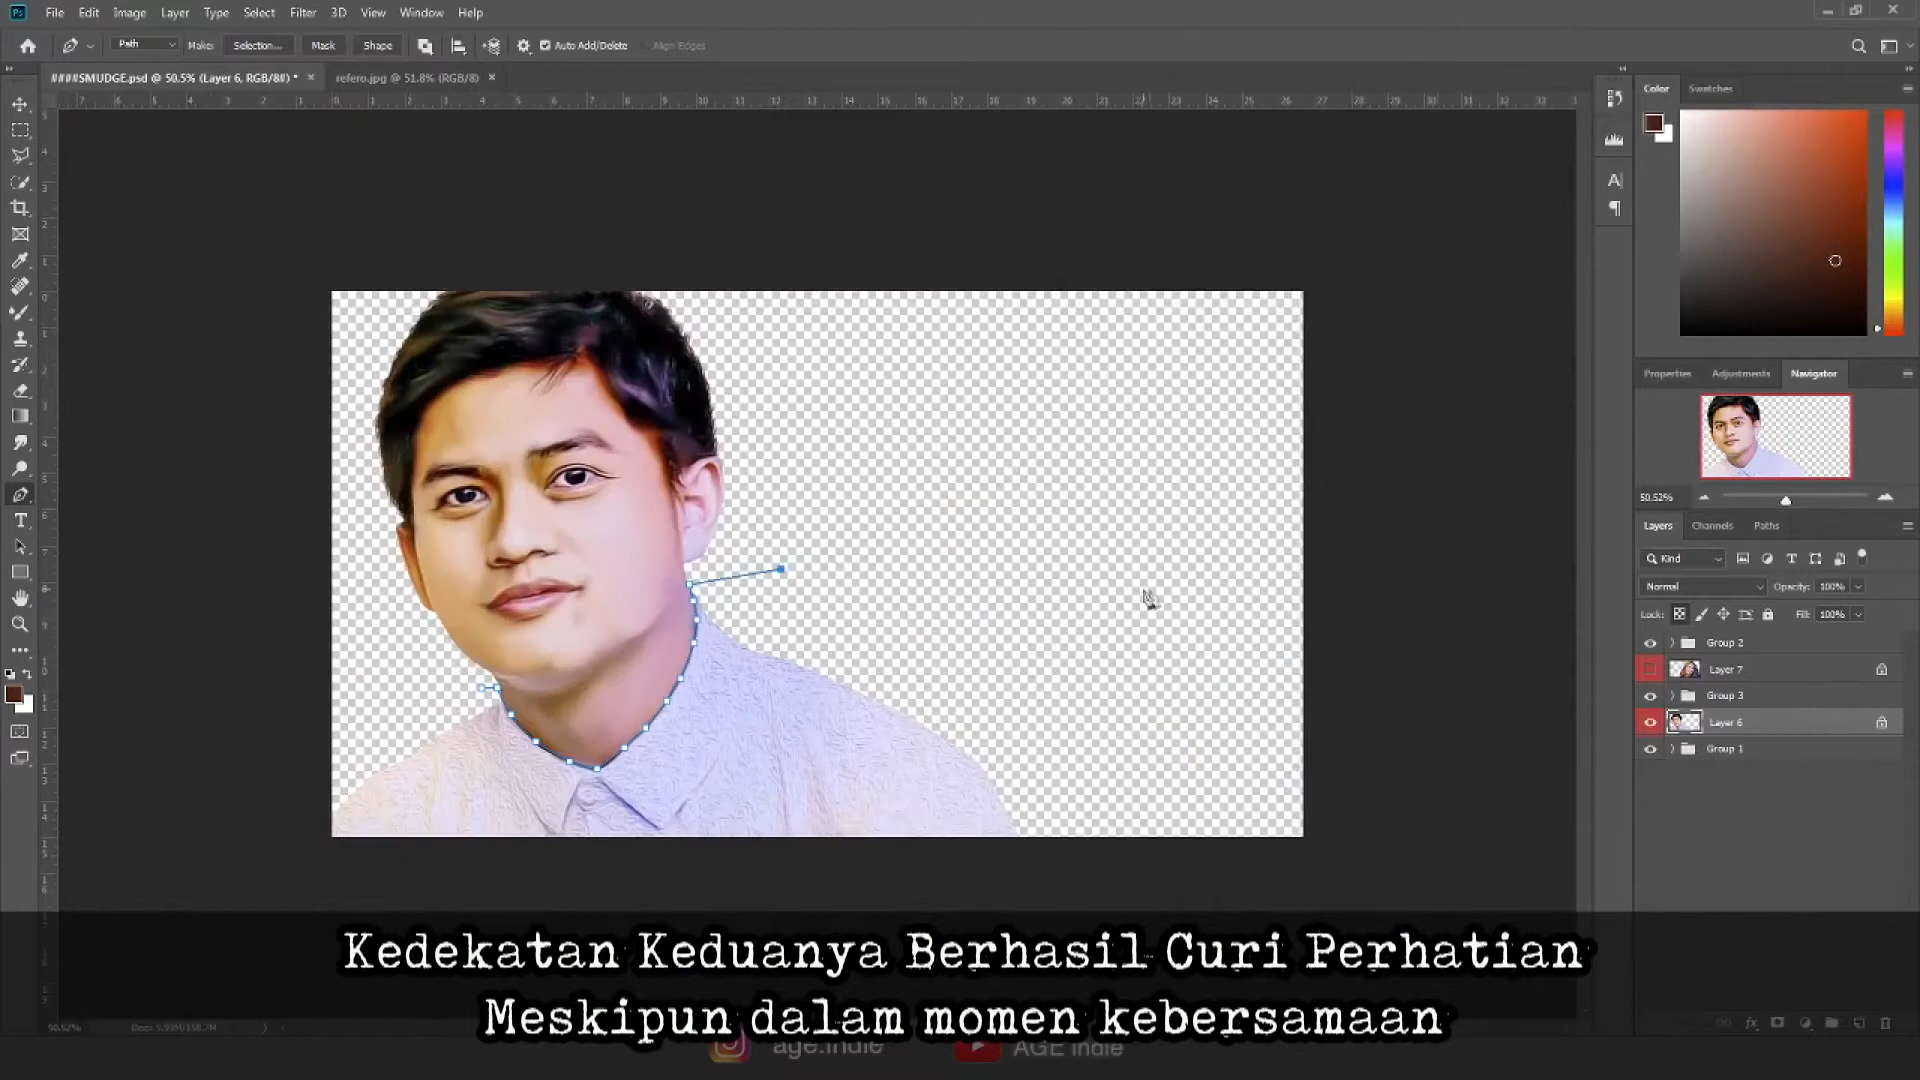 Ps File Edit Image Layer Type Select Filter 3D View Window Help
Path Make: Selection... Mask Shape Auto Add/Delete Align Edges
####SMUDGE.psd @ 50.5% (Layer 6, RGB/8#) * refero.jpg @ 51.8% (RGB/8)
Color Swatches
Properties Adjustments Navigator
50.52%
Layers Channels Paths
Kind
Normal Opacity: 100%
Lock: Fill: 100%
Group 2
Layer 7
Group 3
Layer 6
Group 1
Kedekatan Keduanya Berhasil Curi Perhatian
Meskipun dalam momen kebersamaan
50.52%
age.indie AGE Indie